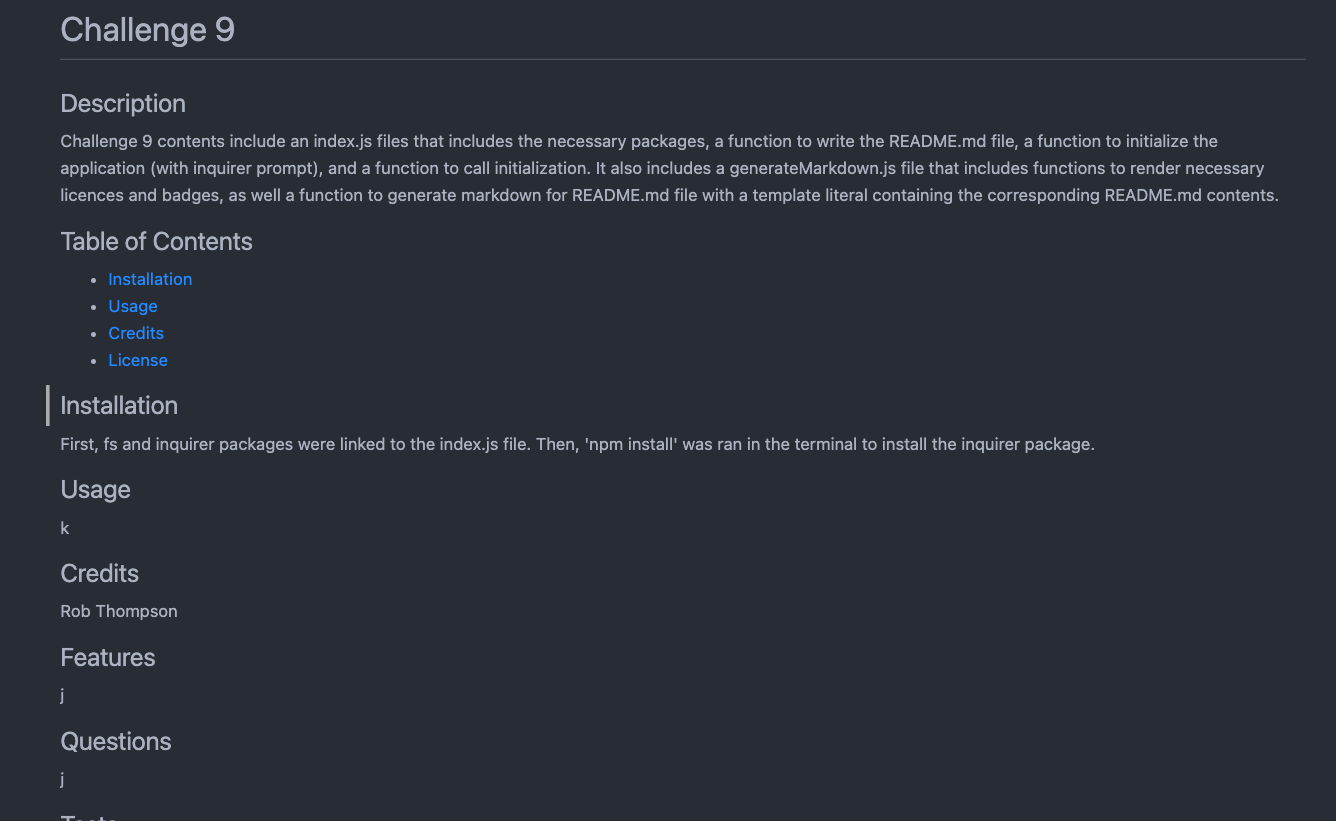 Challenge 9
Description
Challenge 9 contents include an index.js files that includes the necessary packages, a function to write the README.md file, a function to initialize the
application (with inquirer prompt), and a function to call initialization. It also includes a generateMarkdown.js file that includes functions to render necessary
licences and badges, as well a function to generate markdown for README.md file with a template literal containing the corresponding README.md contents.
Table of Contents
• Installation
• Usage
• Credits
• License
Installation
First, fs and inquirer packages were linked to the index.js file. Then, 'npm install' was ran in the terminal to install the inquirer package.
Usage
k
Credits
Rob Thompson
Features
j
Questions
j